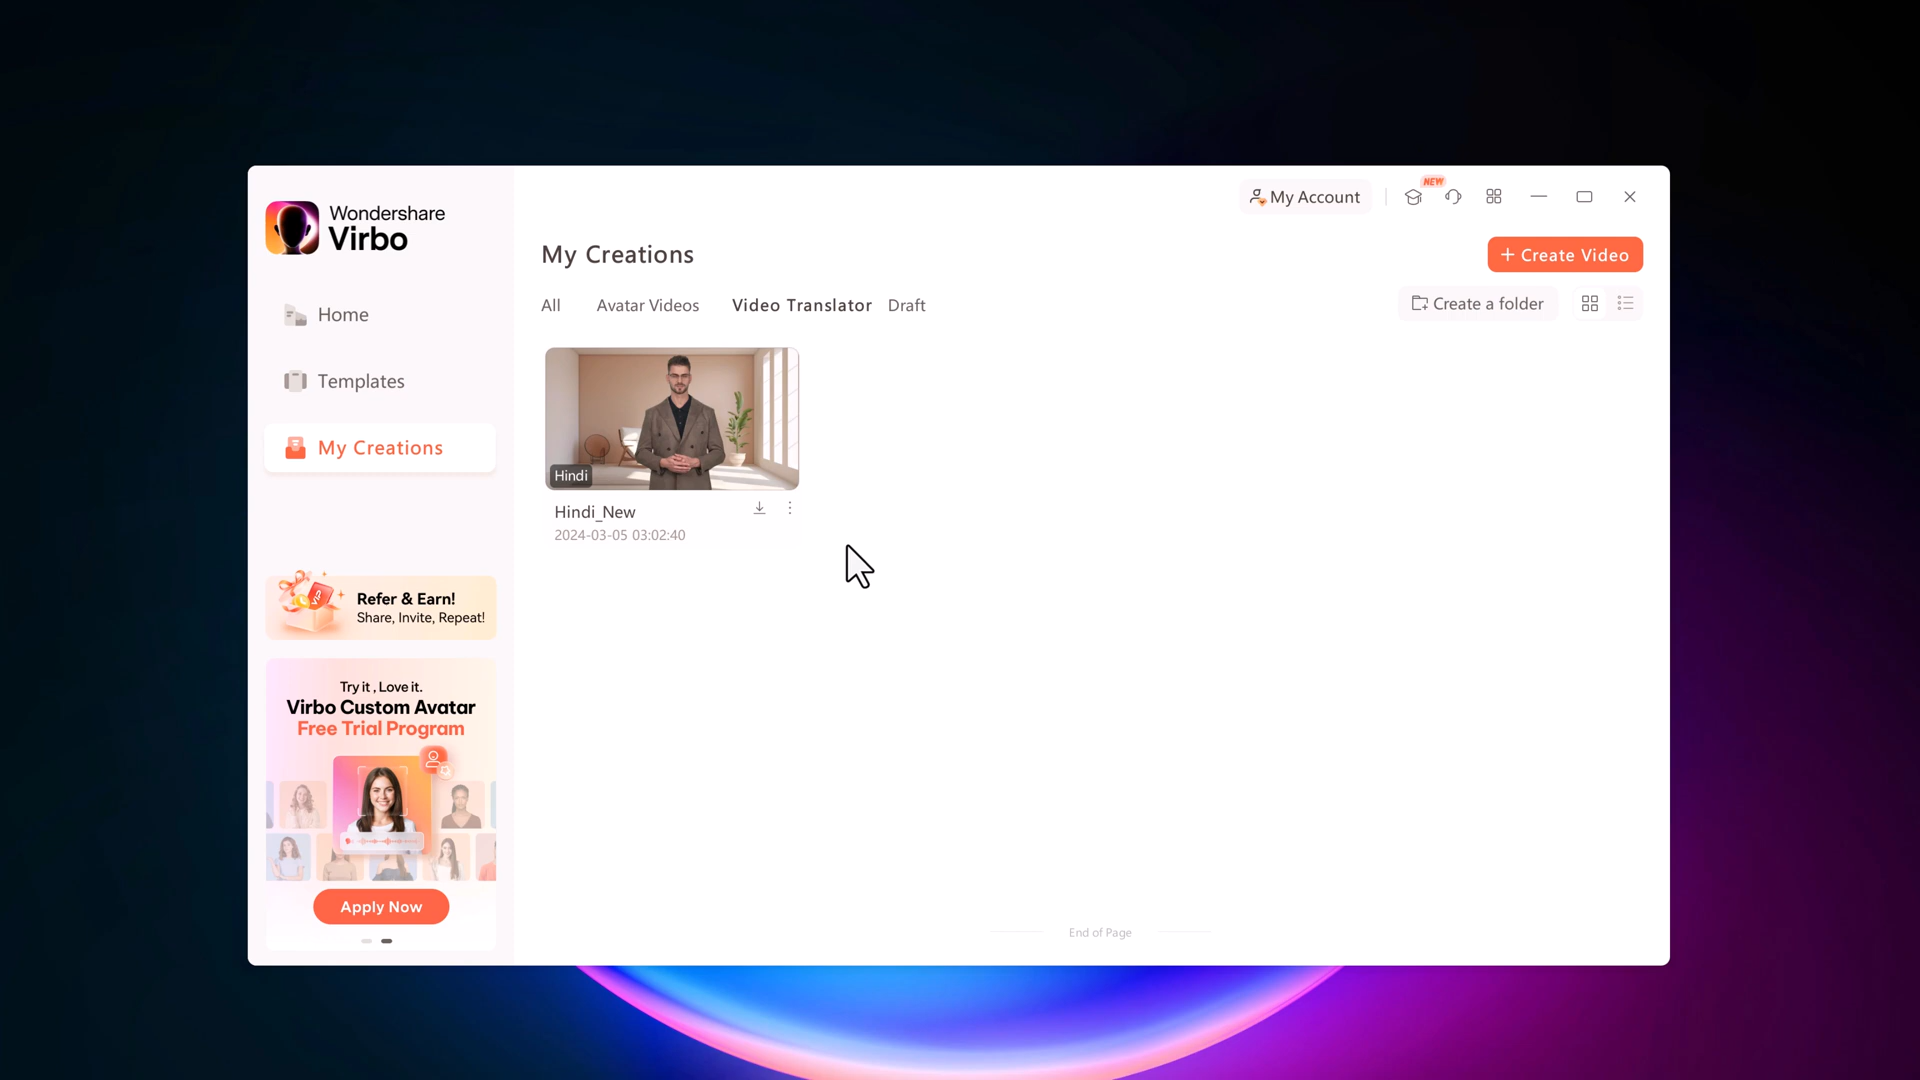 Wondershare
Virbo
Home
Templates
My Creations
Refer & Earn!
Share, Invite, Repeat!
Try it , Love it.
Virbo Custom Avatar
Free Trial Program
Apply Now
My Account
NEW
My Creations
+ Create Video
All Avatar Videos Video Translator Draft
Create a folder
Hindi
Hindi_New
2024-03-05 03:02:40
End of Page